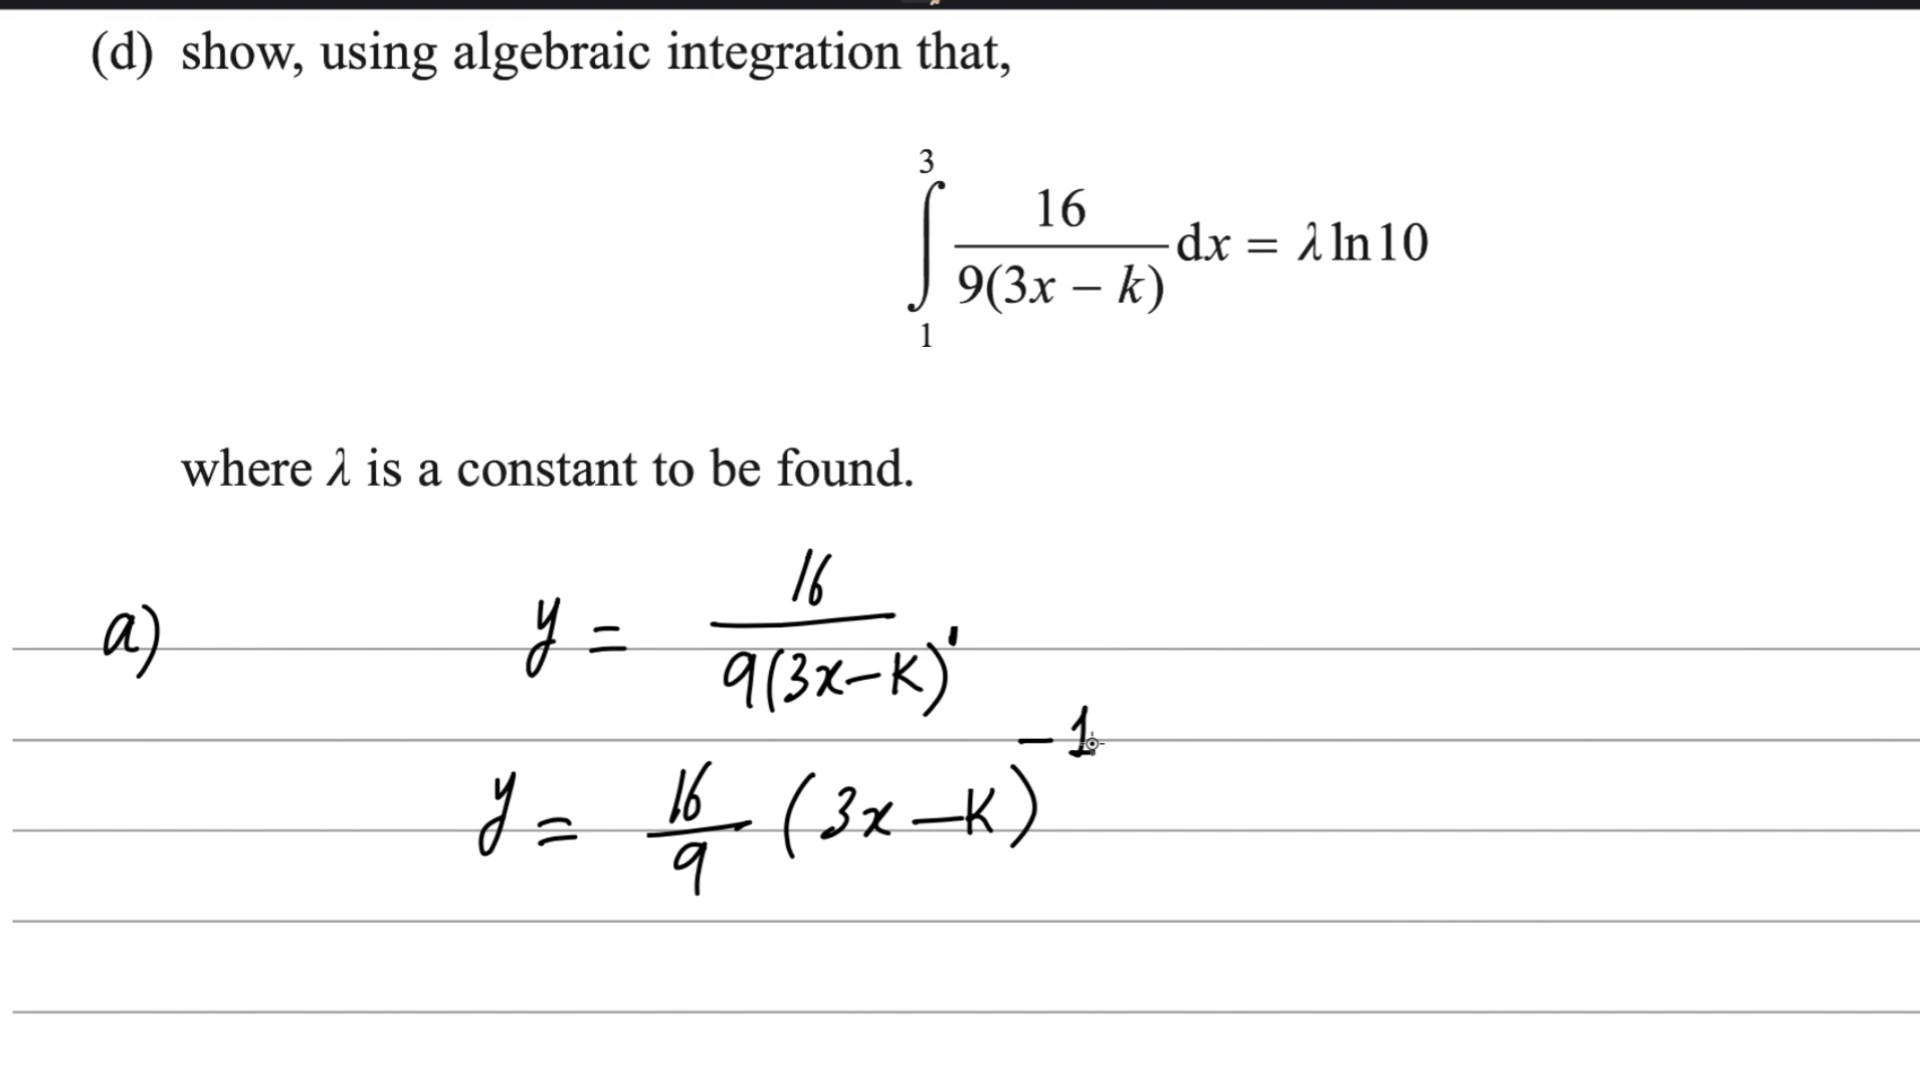 (d) show, using algebraic integration that,
∫₁³ 16/(9(3x − k)) dx = λ ln 10
where λ is a constant to be found.
a) y = 16/(9(3x−K)¹)
y = 16/9 (3x−K)⁻¹